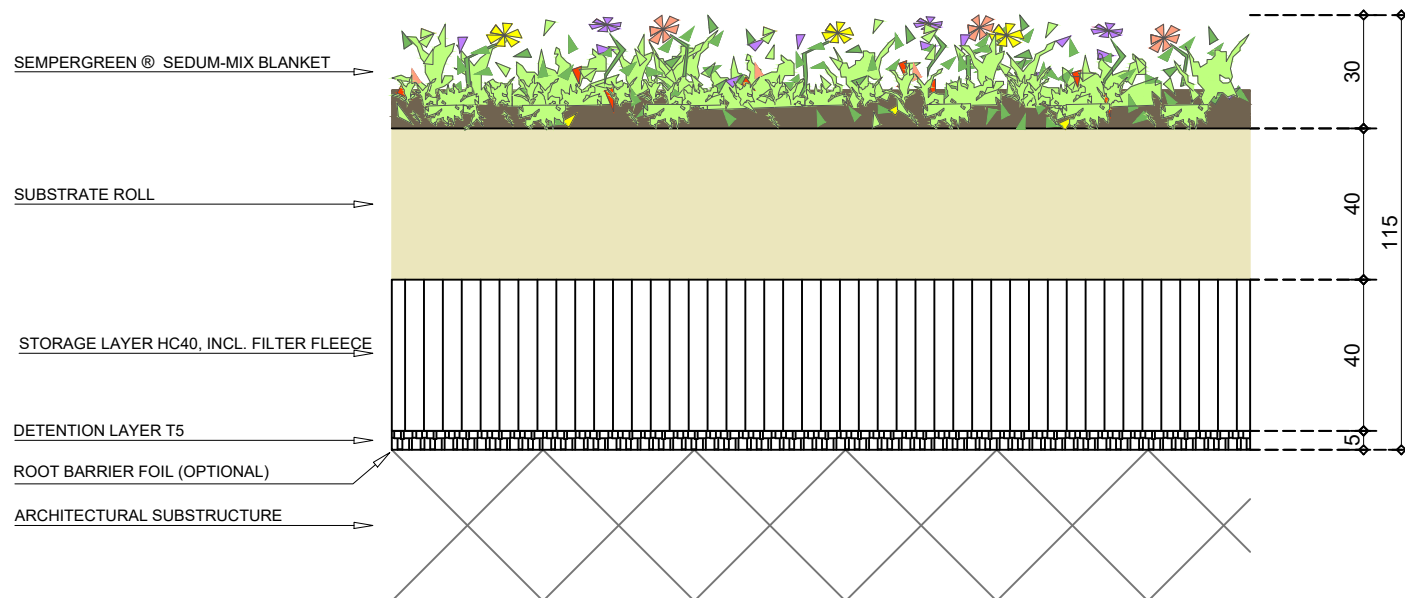 SEMPERGREEN ® SEDUM-MIX BLANKET
30
SUBSTRATE ROLL
40
115
STORAGE LAYER HC40, INCL. FILTER FLEECE
40
DETENTION LAYER T5
5
ROOT BARRIER FOIL (OPTIONAL)
ARCHITECTURAL SUBSTRUCTURE